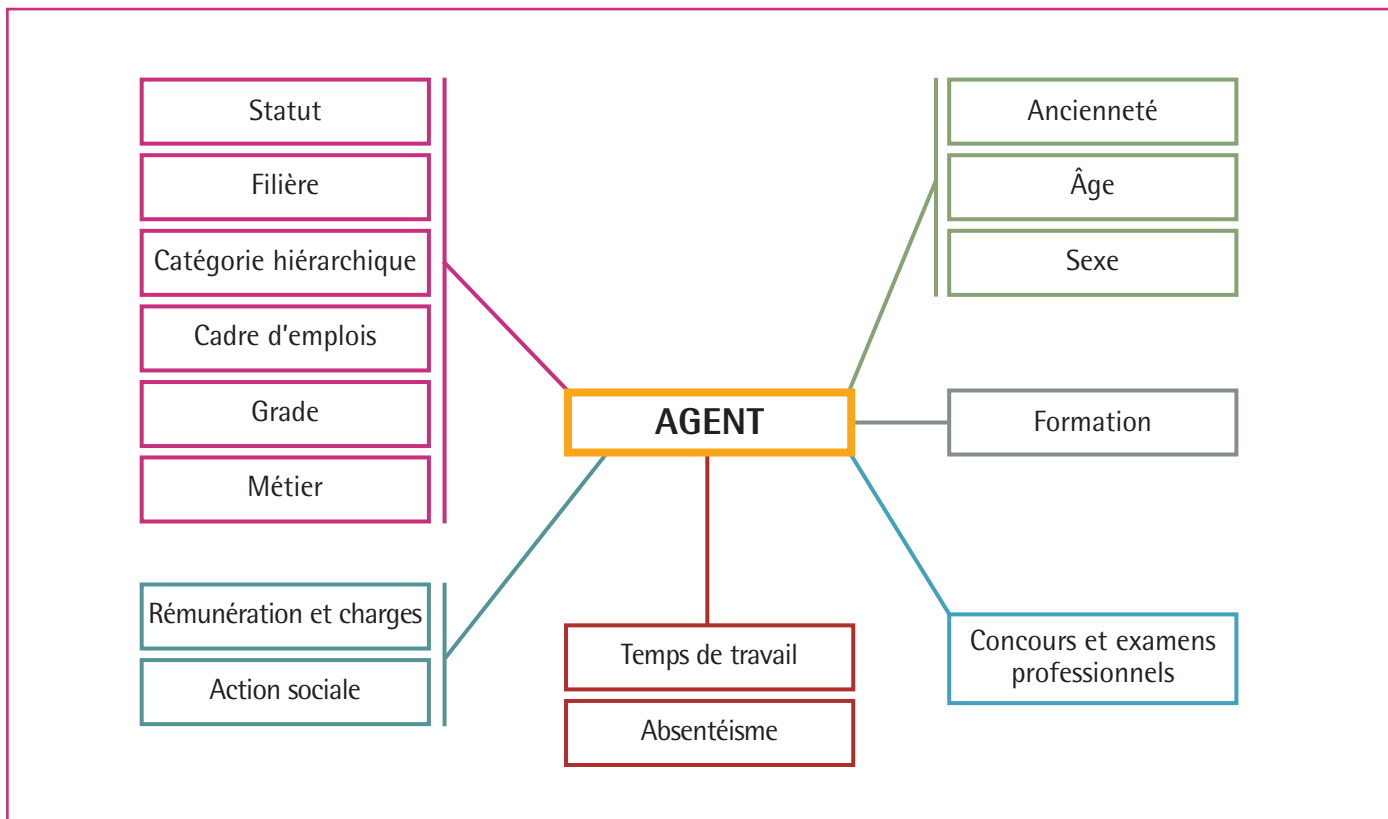 Statut
Filière
Catégorie hiérarchique
Cadre d'emplois
Grade
Métier
Rémunération et charges
Action sociale
AGENT
Temps de travail
Absentéisme
Ancienneté
Âge
Sexe
Formation
Concours et examens
professionnels